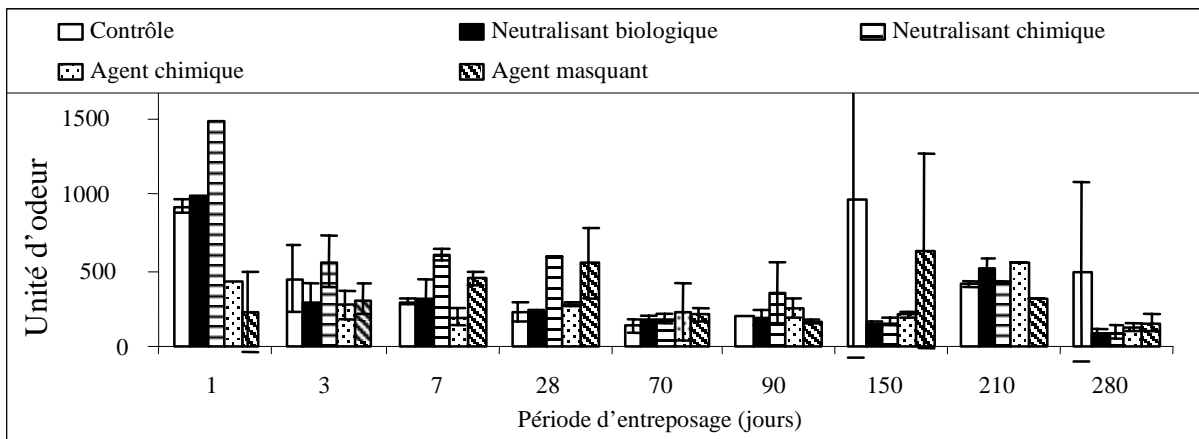 Contrôle Neutralisant biologique Neutralisant chimique
Agent chimique Agent masquant
Unité d'odeur
1500
1000
500
0
1 3 7 28 70 90 150 210 280
Période d'entreposage (jours)